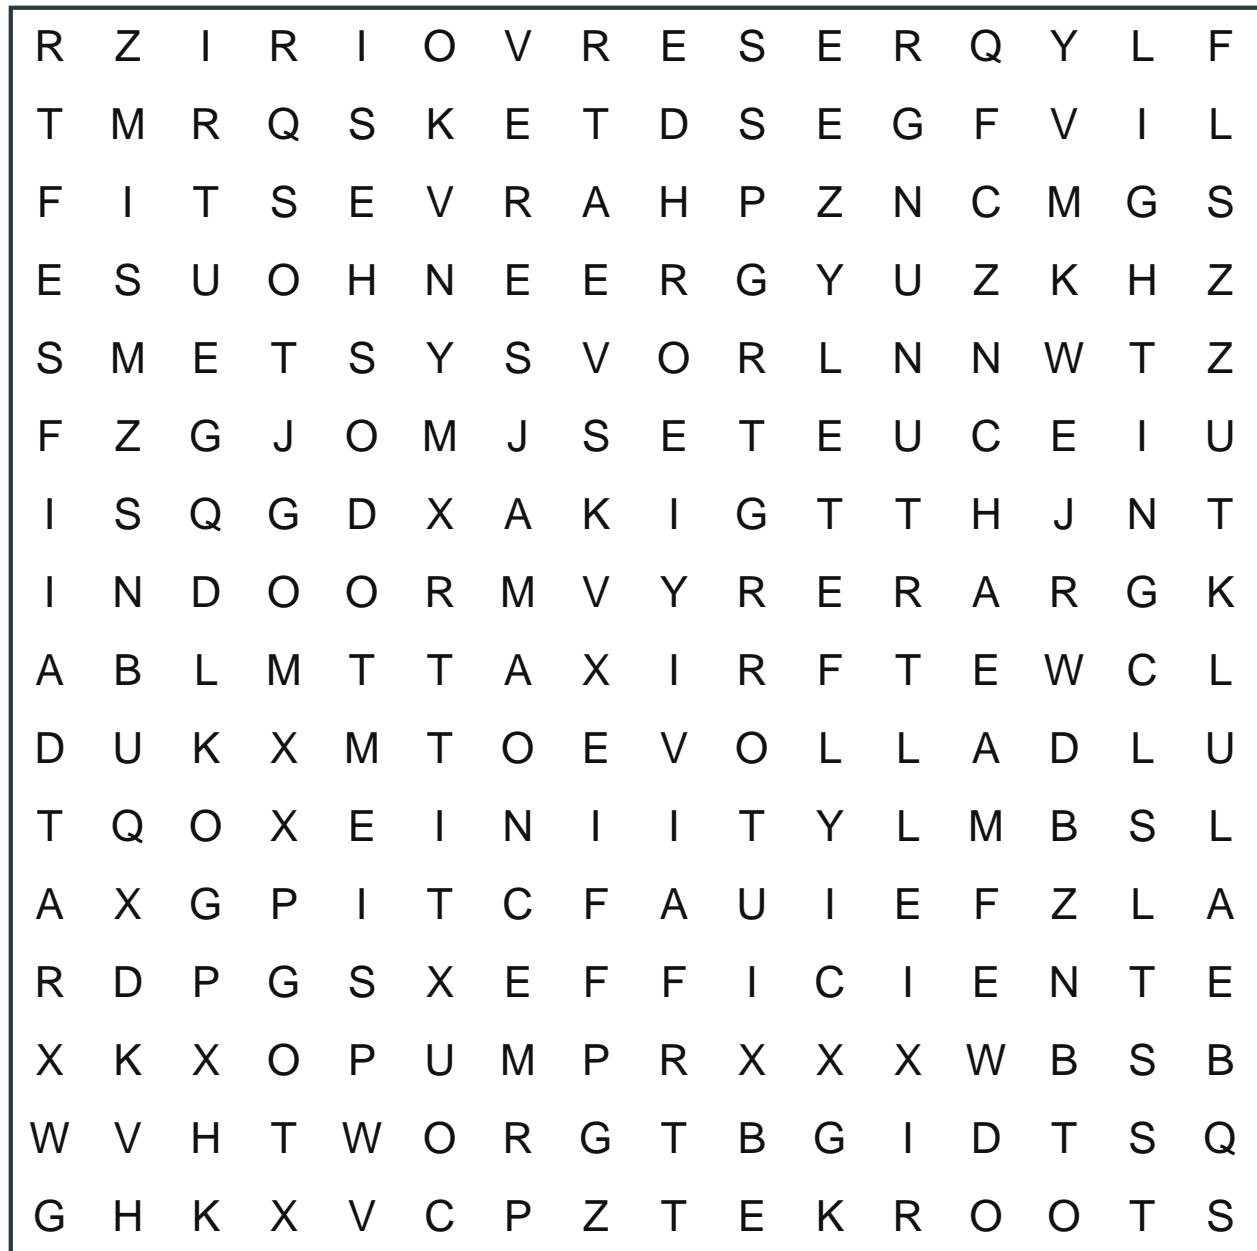 R Z I R I O V R E S E R Q Y L F
T M R Q S K E T D S E G F V I L
F I T S E V R A H P Z N C M G S
E S U O H N E E R G Y U Z K H Z
S M E T S Y S V O R L N N W T Z
F Z G J O M J S E T E U C E I U
I S Q G D X A K I G T T H J N T
I N D O O R M V Y R E R A R G K
A B L M T T A X I R F T E W C L
D U K X M T O E V O L L A D L U
T Q O X E I N I I T Y L M B S L
A X G P I T C F A U I E F Z L A
R D P G S X E F F I C I E N T E
X K X O P U M P R X X X W B S B
W V H T W O R G T B G I D T S Q
G H K X V C P Z T E K R O O T S